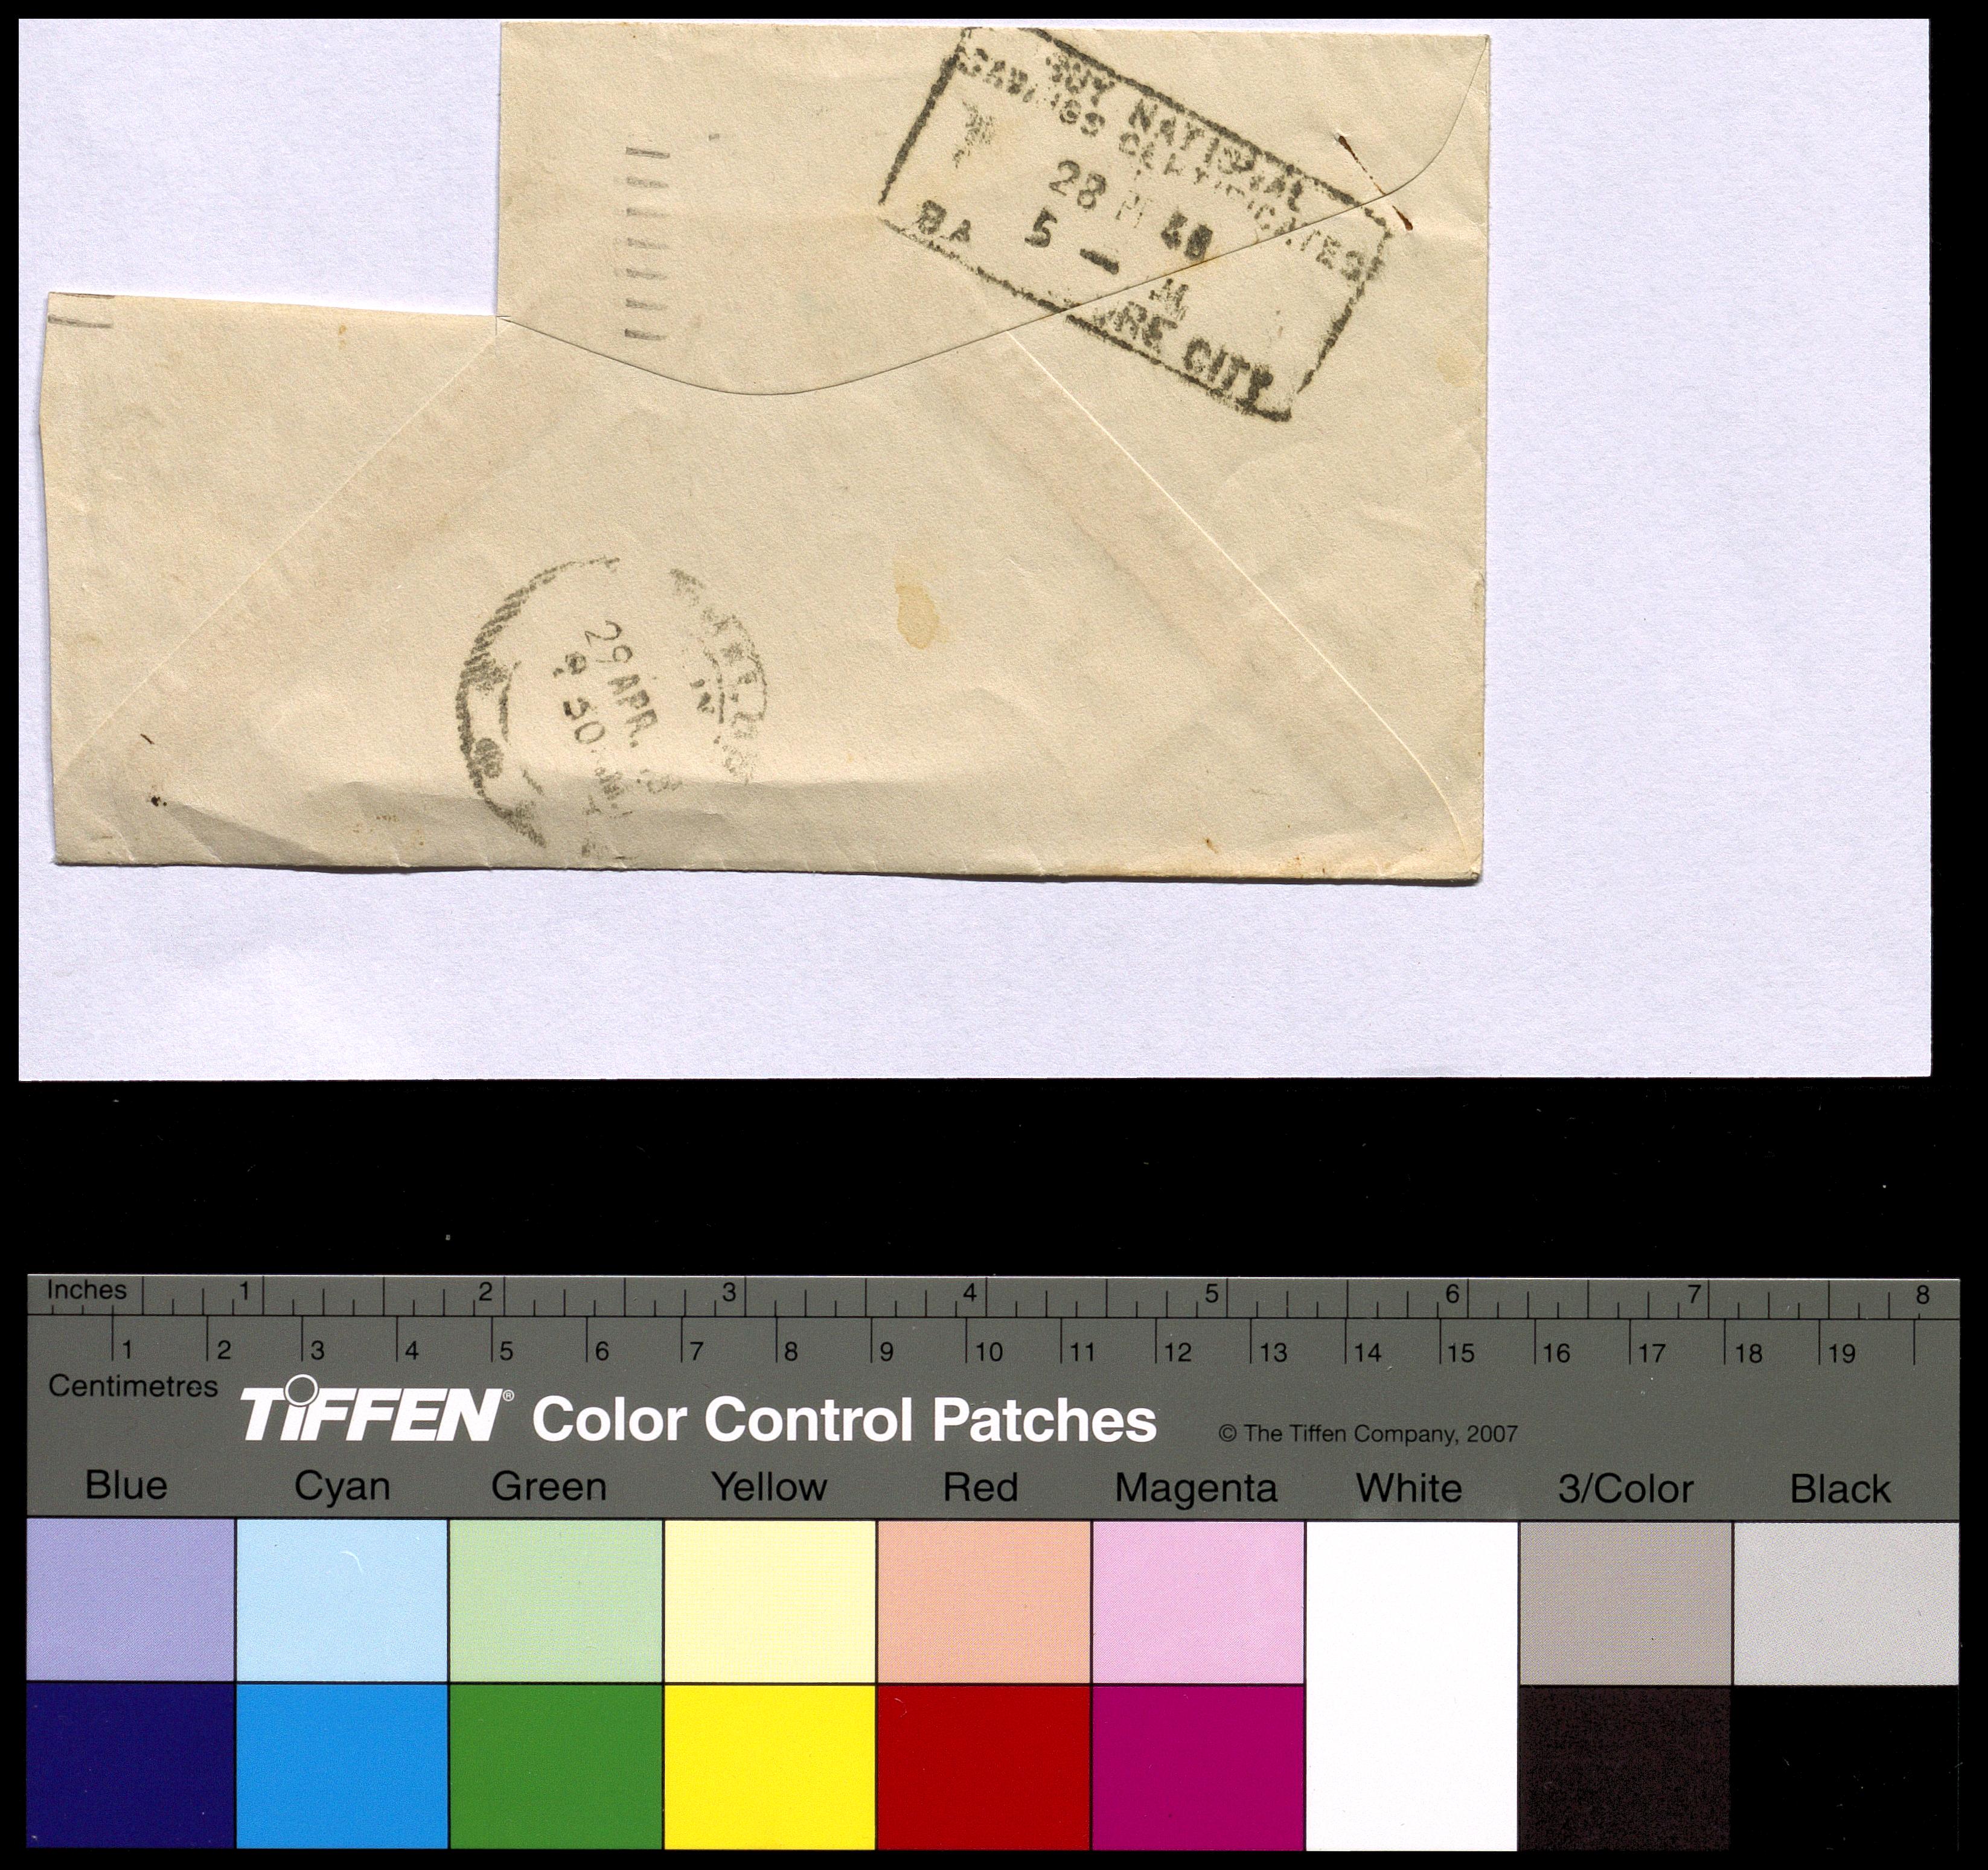 BUY NATIONAL
SAVINGS CERTIFICATES
28 48
5 —
BA RE CITY
29 APR.
30
Inches 1 2 3 4 5 6 7 8
1 2 3 4 5 6 7 8 9 10 11 12 13 14 15 16 17 18 19
Centimetres
TIFFEN® Color Control Patches © The Tiffen Company, 2007
Blue Cyan Green Yellow Red Magenta White 3/Color Black